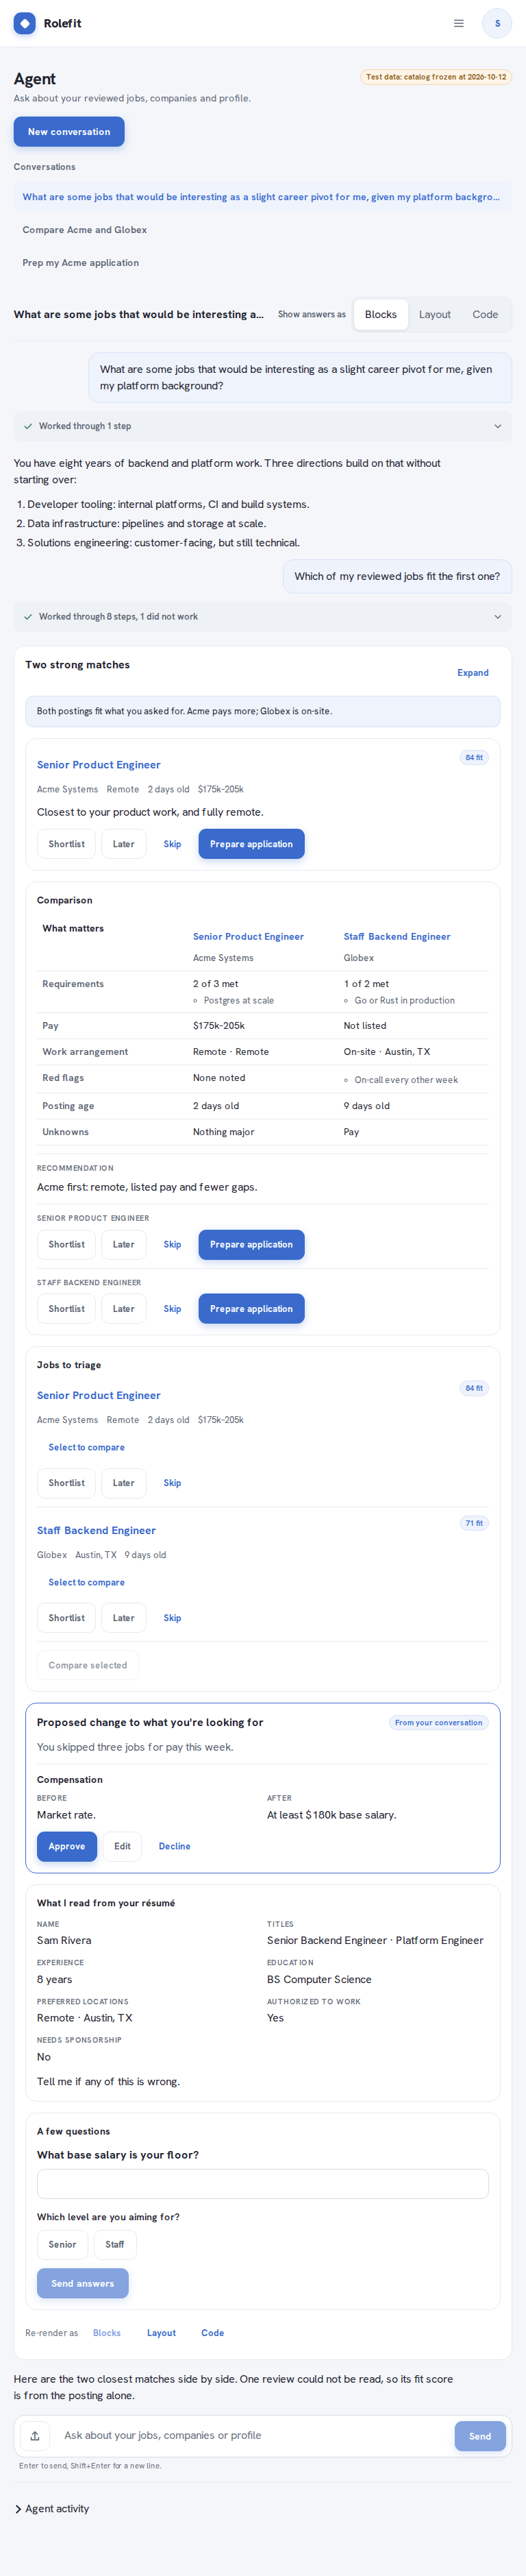 Rolefit
S
Agent
Test data: catalog frozen at 2026-10-12
Ask about your reviewed jobs, companies and profile.
New conversation
Conversations
What are some jobs that would be interesting as a slight career pivot for me, given my platform backgro...
Compare Acme and Globex
Prep my Acme application
What are some jobs that would be interesting a...
Show answers as
Blocks
Layout
Code
What are some jobs that would be interesting as a slight career pivot for me, given
my platform background?
Worked through 1 step
You have eight years of backend and platform work. Three directions build on that without
starting over:
1. Developer tooling: internal platforms, CI and build systems.
2. Data infrastructure: pipelines and storage at scale.
3. Solutions engineering: customer-facing, but still technical.
Which of my reviewed jobs fit the first one?
Worked through 8 steps, 1 did not work
Two strong matches
Expand
Both postings fit what you asked for. Acme pays more; Globex is on-site.
Senior Product Engineer
84 fit
Acme Systems Remote 2 days old $175k–205k
Closest to your product work, and fully remote.
Shortlist Later Skip Prepare application
Comparison
What matters
Senior Product Engineer
Acme Systems
Staff Backend Engineer
Globex
Requirements
2 of 3 met
Postgres at scale
1 of 2 met
Go or Rust in production
Pay $175k–205k Not listed
Work arrangement Remote · Remote On-site · Austin, TX
Red flags None noted
On-call every other week
Posting age 2 days old 9 days old
Unknowns Nothing major Pay
RECOMMENDATION
Acme first: remote, listed pay and fewer gaps.
SENIOR PRODUCT ENGINEER
Shortlist Later Skip Prepare application
STAFF BACKEND ENGINEER
Shortlist Later Skip Prepare application
Jobs to triage
Senior Product Engineer
84 fit
Acme Systems Remote 2 days old $175k–205k
Select to compare
Shortlist Later Skip
Staff Backend Engineer
71 fit
Globex Austin, TX 9 days old
Select to compare
Shortlist Later Skip
Compare selected
Proposed change to what you're looking for
From your conversation
You skipped three jobs for pay this week.
Compensation
BEFORE
Market rate.
AFTER
At least $180k base salary.
Approve Edit Decline
What I read from your résumé
NAME
Sam Rivera
TITLES
Senior Backend Engineer · Platform Engineer
EXPERIENCE
8 years
EDUCATION
BS Computer Science
PREFERRED LOCATIONS
Remote · Austin, TX
AUTHORIZED TO WORK
Yes
NEEDS SPONSORSHIP
No
Tell me if any of this is wrong.
A few questions
What base salary is your floor?
Which level are you aiming for?
Senior Staff
Send answers
Re-render as Blocks Layout Code
Here are the two closest matches side by side. One review could not be read, so its fit score
is from the posting alone.
Ask about your jobs, companies or profile
Send
Enter to send, Shift+Enter for a new line.
Agent activity